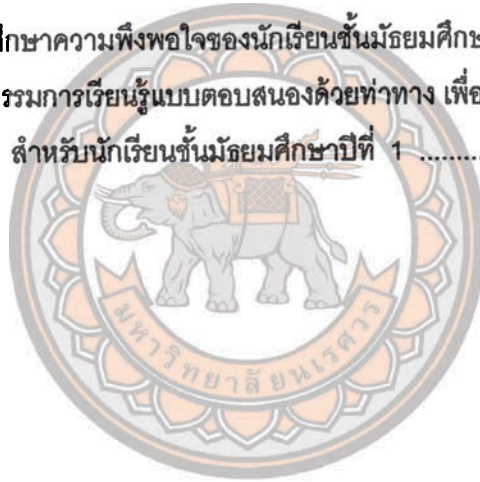 ศึกษาความพึงพอใจของนักเรียนชั้นมัธยมศึกษ
รรมการเรียนรู้แบบตอบสนองด้วยท่าทาง เพื่อ
สำหรับนักเรียนชั้นมัธยมศึกษาปีที่ 1 .........
มหาวิทยาลัยนเรศวร